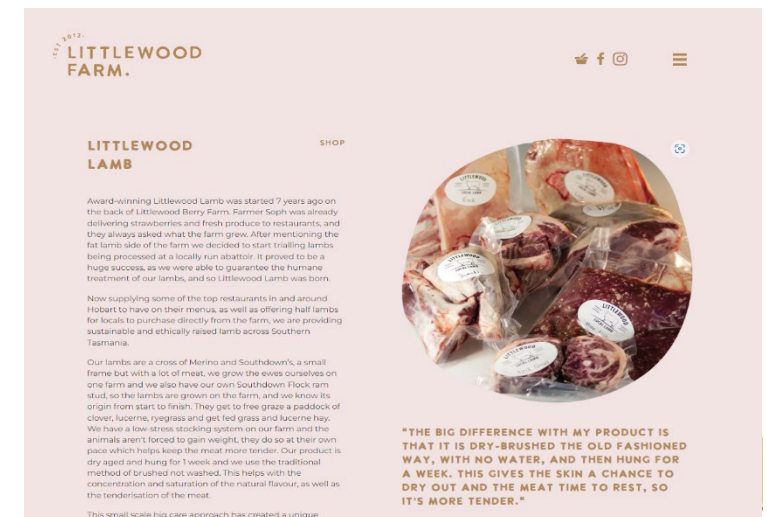 ·EST 2012·
LITTLEWOOD
FARM.
LITTLEWOOD
LAMB
SHOP
Award-winning Littlewood Lamb was started 7 years ago on
the back of Littlewood Berry Farm. Farmer Soph was already
delivering strawberries and fresh produce to restaurants, and
they always asked what the farm grew. After mentioning the
fat lamb side of the farm we decided to start trialling lambs
being processed at a locally run abattoir. It proved to be a
huge success, as we were able to guarantee the humane
treatment of our lambs, and so Littlewood Lamb was born.
Now supplying some of the top restaurants in and around
Hobart to have on their menus, as well as offering half lambs
for locals to purchase directly from the farm, we are providing
sustainable and ethically raised lamb across Southern
Tasmania.
Our lambs are a cross of Merino and Southdown's, a small
frame but with a lot of meat, we grow the ewes ourselves on
one farm and we also have our own Southdown Flock ram
stud, so the lambs are grown on the farm, and we know its
origin from start to finish. They get to free graze a paddock of
clover, lucerne, ryegrass and get fed grass and lucerne hay.
We have a low-stress stocking system on our farm and the
animals aren't forced to gain weight, they do so at their own
pace which helps keep the meat more tender. Our product is
dry aged and hung for 1 week and we use the traditional
method of brushed not washed. This helps with the
concentration and saturation of the natural flavour, as well as
the tenderisation of the meat.
This small scale big care approach has created a unique
LITTLEWOOD
LITTLEWOOD
LITTLEWOOD
LITTLEWOOD
"THE BIG DIFFERENCE WITH MY PRODUCT IS
THAT IT IS DRY-BRUSHED THE OLD FASHIONED
WAY, WITH NO WATER, AND THEN HUNG FOR
A WEEK. THIS GIVES THE SKIN A CHANCE TO
DRY OUT AND THE MEAT TIME TO REST, SO
IT'S MORE TENDER."